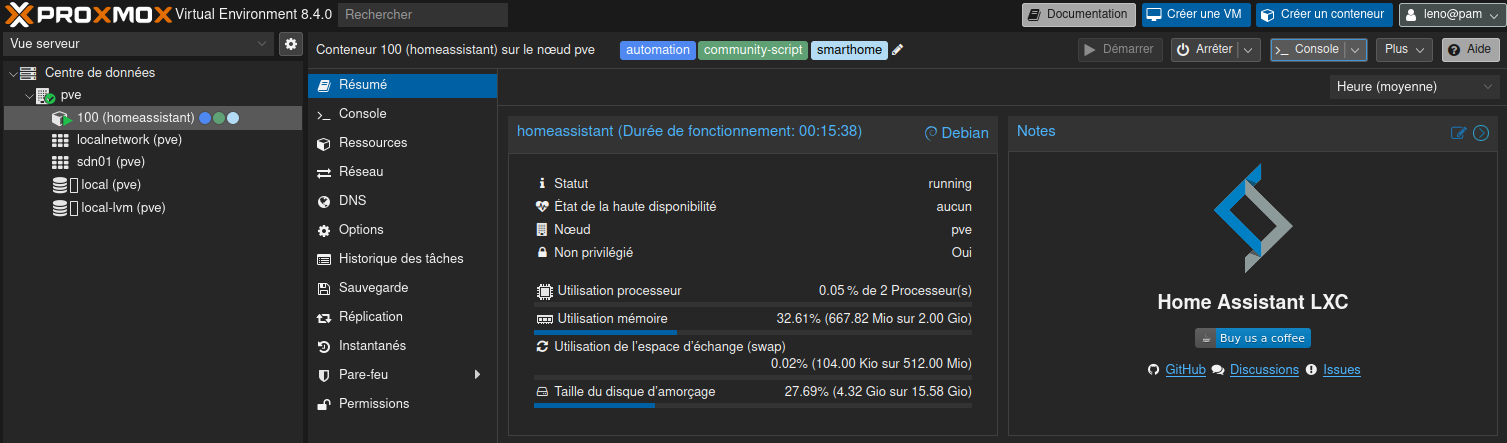 PROXMOX Virtual Environment 8.4.0 Rechercher Documentation Créer une VM Créer un conteneur leno@pam
Vue serveur
Centre de données
pve
100 (homeassistant)
localnetwork (pve)
sdn01 (pve)
local (pve)
local-lvm (pve)
Conteneur 100 (homeassistant) sur le nœud pve automation community-script smarthome Démarrer Arrêter Console Plus Aide
Résumé
Console
Ressources
Réseau
DNS
Options
Historique des tâches
Sauvegarde
Réplication
Instantanés
Pare-feu
Permissions
Heure (moyenne)
homeassistant (Durée de fonctionnement: 00:15:38) Debian
Statut running
État de la haute disponibilité aucun
Nœud pve
Non privilégié Oui
Utilisation processeur 0.05 % de 2 Processeur(s)
Utilisation mémoire 32.61% (667.82 Mio sur 2.00 Gio)
Utilisation de l'espace d'échange (swap)
0.02% (104.00 Kio sur 512.00 Mio)
Taille du disque d'amorçage 27.69% (4.32 Gio sur 15.58 Gio)
Notes
Home Assistant LXC
Buy us a coffee
GitHub Discussions Issues